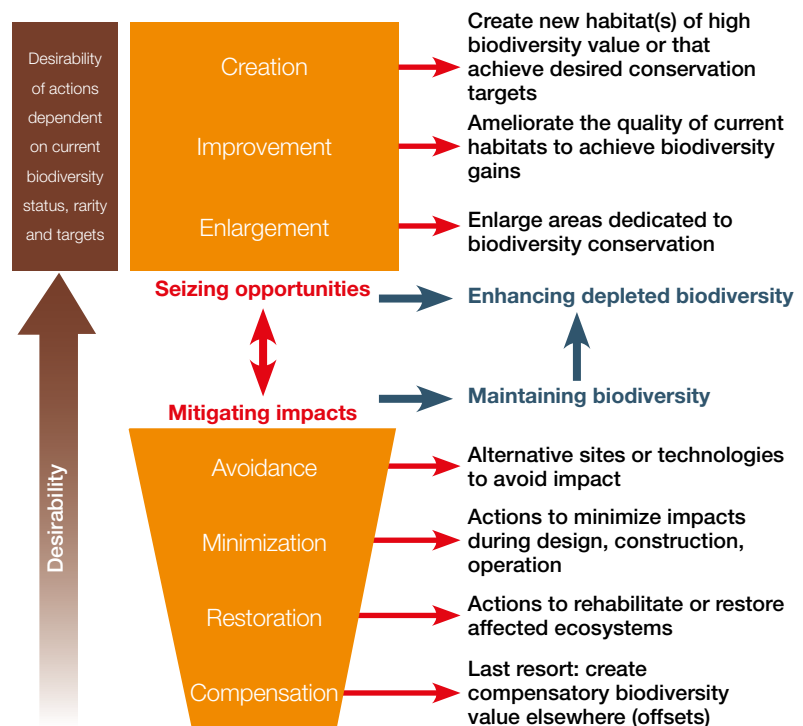 Desirability
of actions
dependent
on current
biodiversity
status, rarity
and targets
Creation
Create new habitat(s) of high
biodiversity value or that
achieve desired conservation
targets
Improvement
Ameliorate the quality of current
habitats to achieve biodiversity
gains
Enlargement
Enlarge areas dedicated to
biodiversity conservation
Seizing opportunities
Enhancing depleted biodiversity
Mitigating impacts
Maintaining biodiversity
Desirability
Avoidance
Alternative sites or technologies
to avoid impact
Minimization
Actions to minimize impacts
during design, construction,
operation
Restoration
Actions to rehabilitate or restore
affected ecosystems
Compensation
Last resort: create
compensatory biodiversity
value elsewhere (offsets)